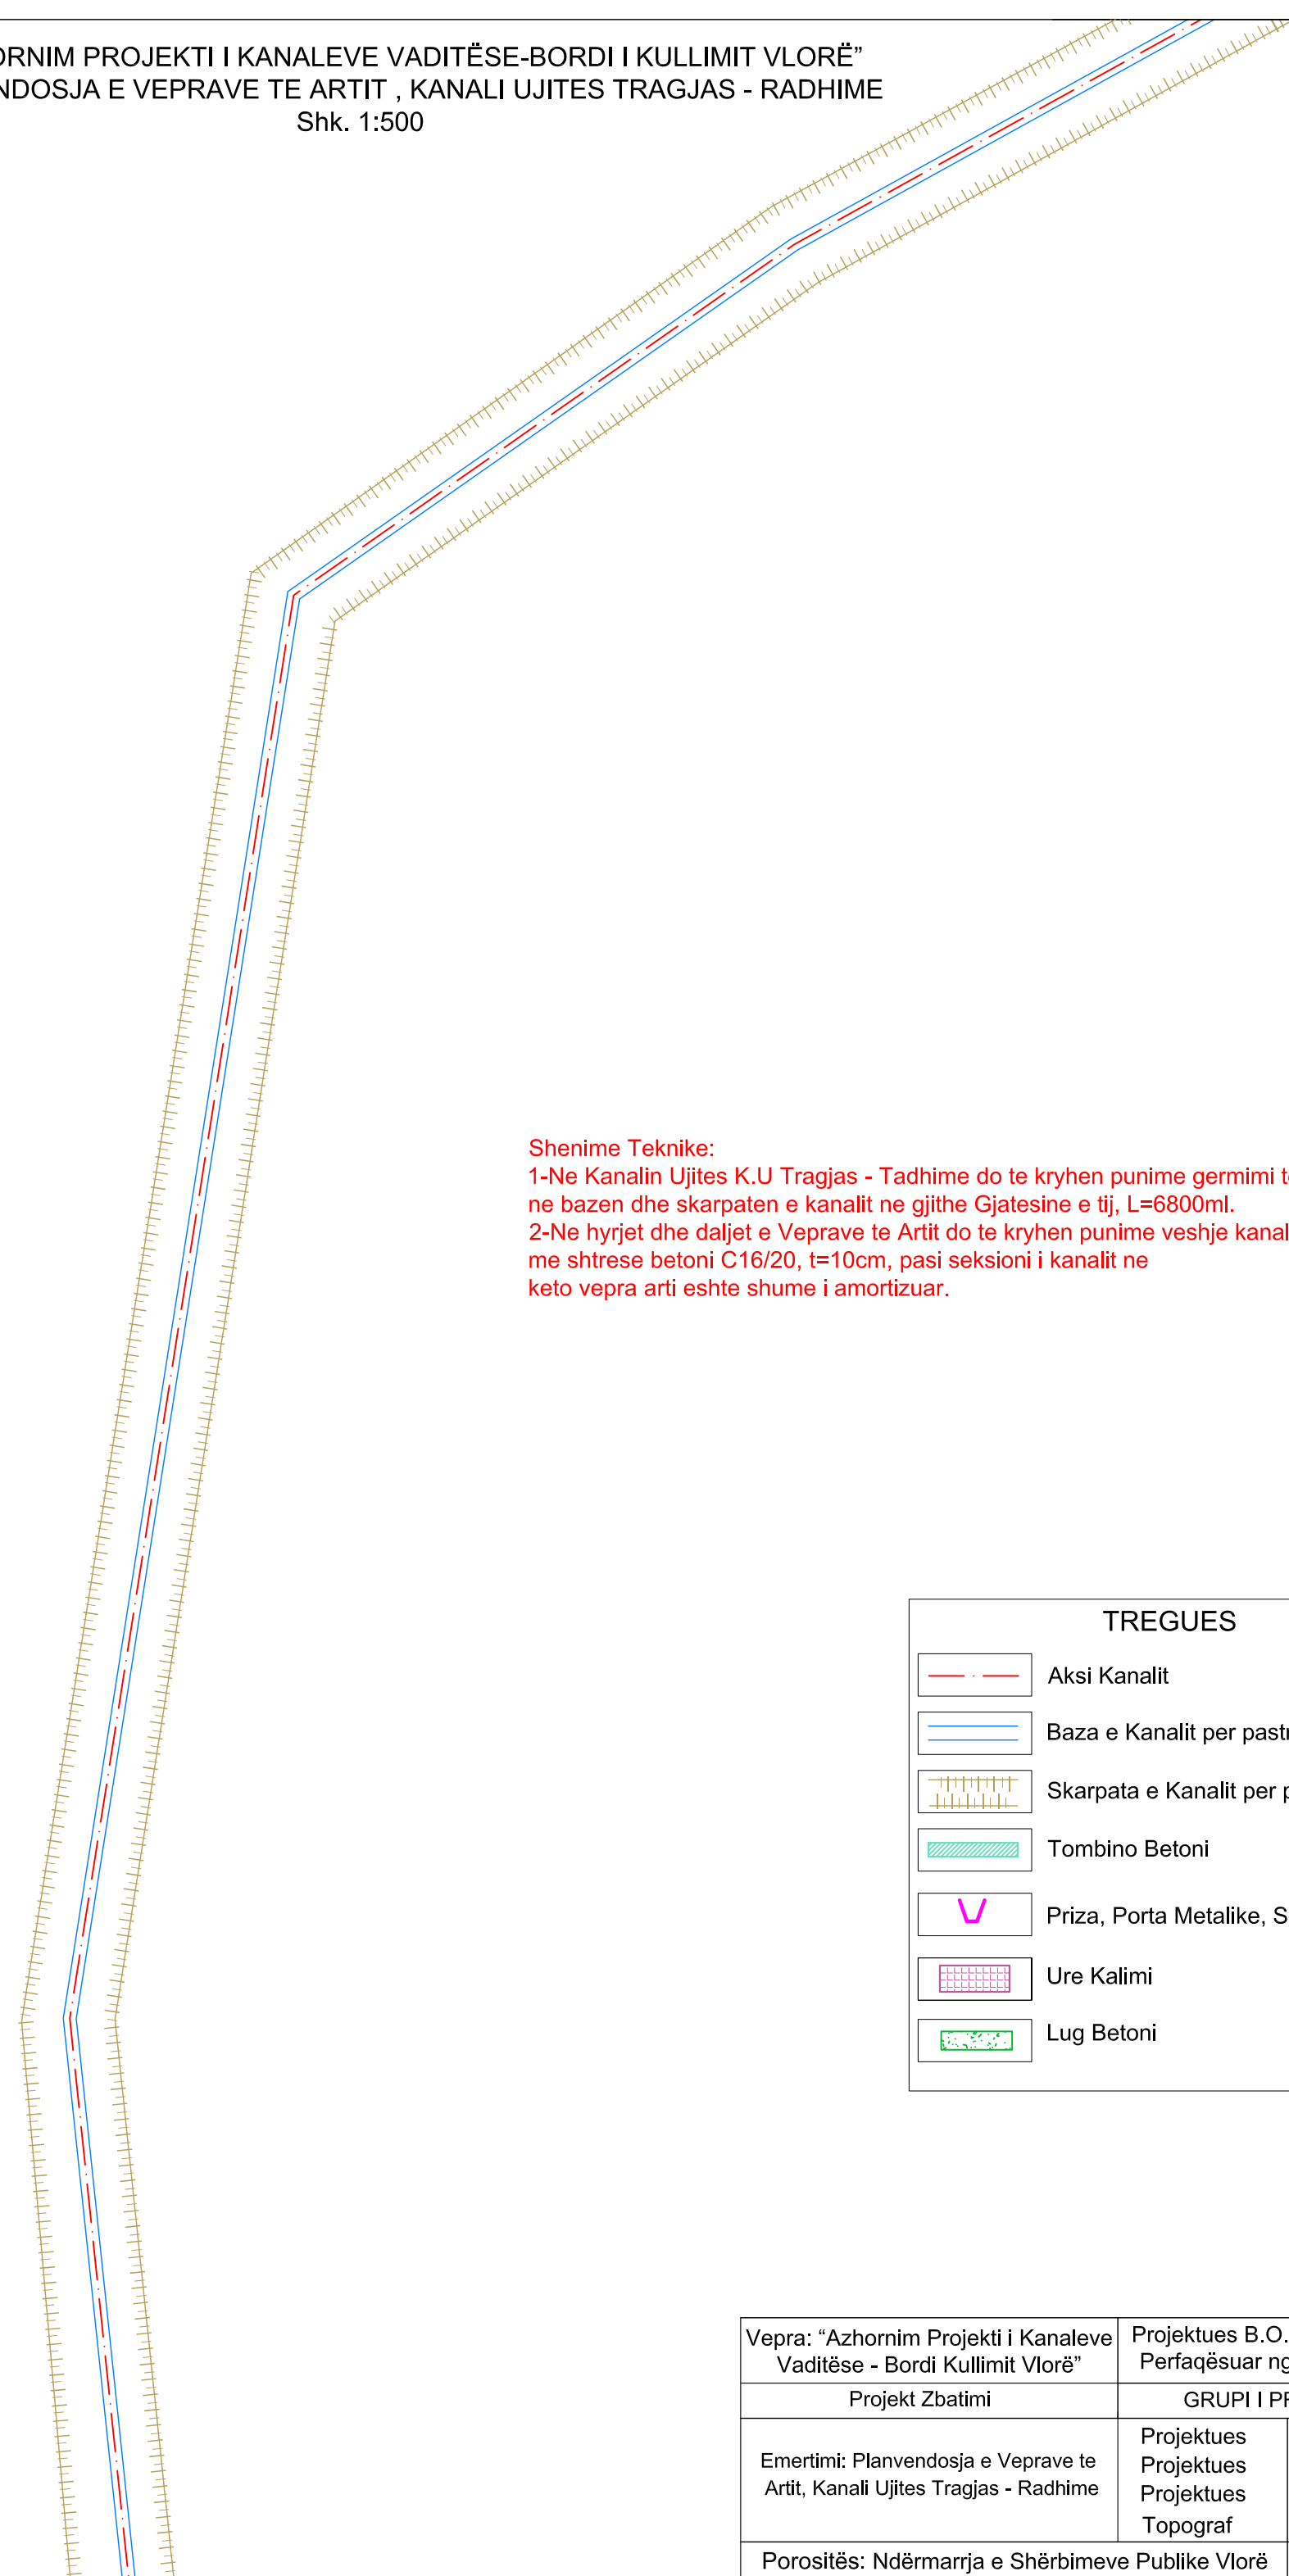 ORNIM PROJEKTI I KANALEVE VADITËSE-BORDI I KULLIMIT VLORË”
NDOSJA E VEPRAVE TE ARTIT , KANALI UJITES TRAGJAS - RADHIME
Shk. 1:500
Shenime Teknike:
1-Ne Kanalin Ujites K.U Tragjas - Tadhime do te kryhen punime germimi
ne bazen dhe skarpaten e kanalit ne gjithe Gjatesine e tij, L=6800ml.
2-Ne hyrjet dhe daljet e Veprave te Artit do te kryhen punime veshje kanal
me shtrese betoni C16/20, t=10cm, pasi seksioni i kanalit ne
keto vepra arti eshte shume i amortizuar.
TREGUES
Aksi Kanalit
Baza e Kanalit per past
Skarpata e Kanalit per
Tombino Betoni
Priza, Porta Metalike, S
Ure Kalimi
Lug Betoni
Vepra: “Azhornim Projekti i Kanaleve
Vaditëse - Bordi Kullimit Vlorë”
Projektues B.O.
Perfaqësuar ng
Projekt Zbatimi
GRUPI I P
Emertimi: Planvendosja e Veprave te
Artit, Kanali Ujites Tragjas - Radhime
Projektues
Projektues
Projektues
Topograf
Porositës: Ndërmarrja e Shërbimeve Publike Vlorë